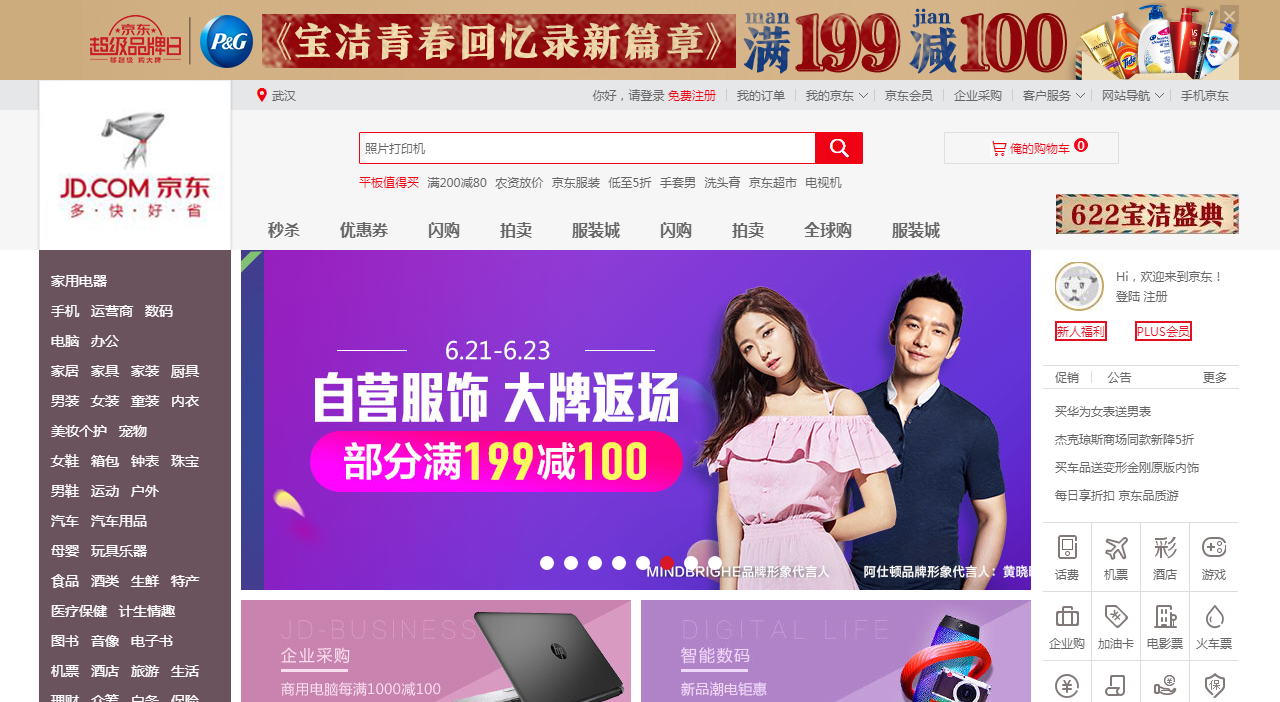 京东
超级品牌日
P&G
《宝洁青春回忆录新篇章》
man jian
满199 减100
武汉
你好，请登录 免费注册 我的订单 我的京东 京东会员 企业采购 客户服务 网站导航 手机京东
JD.COM 京东
多·快·好·省
照片打印机
俄的购物车 0
平板值得买 满200减80 农资放价 京东服装 低至5折 手套男 洗头膏 京东超市 电视机
622宝洁盛典
秒杀 优惠券 闪购 拍卖 服装城 闪购 拍卖 全球购 服装城
家用电器
手机 运营商 数码
电脑 办公
家居 家具 家装 厨具
男装 女装 童装 内衣
美妆个护 宠物
女鞋 箱包 钟表 珠宝
男鞋 运动 户外
汽车 汽车用品
母婴 玩具乐器
食品 酒类 生鲜 特产
医疗保健 计生情趣
图书 音像 电子书
机票 酒店 旅游 生活
理财 众筹 白条 保险
6.21-6.23
自营服饰 大牌返场
部分满199减100
MINDBRIGHE品牌形象代言人 阿仕顿品牌形象代言人：黄晓
Hi，欢迎来到京东！
登陆 注册
新人福利 PLUS会员
促销 公告 更多
买华为女表送男表
杰克琼斯商场同款新降5折
买车品送变形金刚原版内饰
每日享折扣 京东品质游
话费 机票 酒店 游戏
企业购 加油卡 电影票 火车票
JD-BUSINESS
企业采购
商用电脑每满1000减100
DIGITAL LIFE
智能数码
新品潮电钜惠